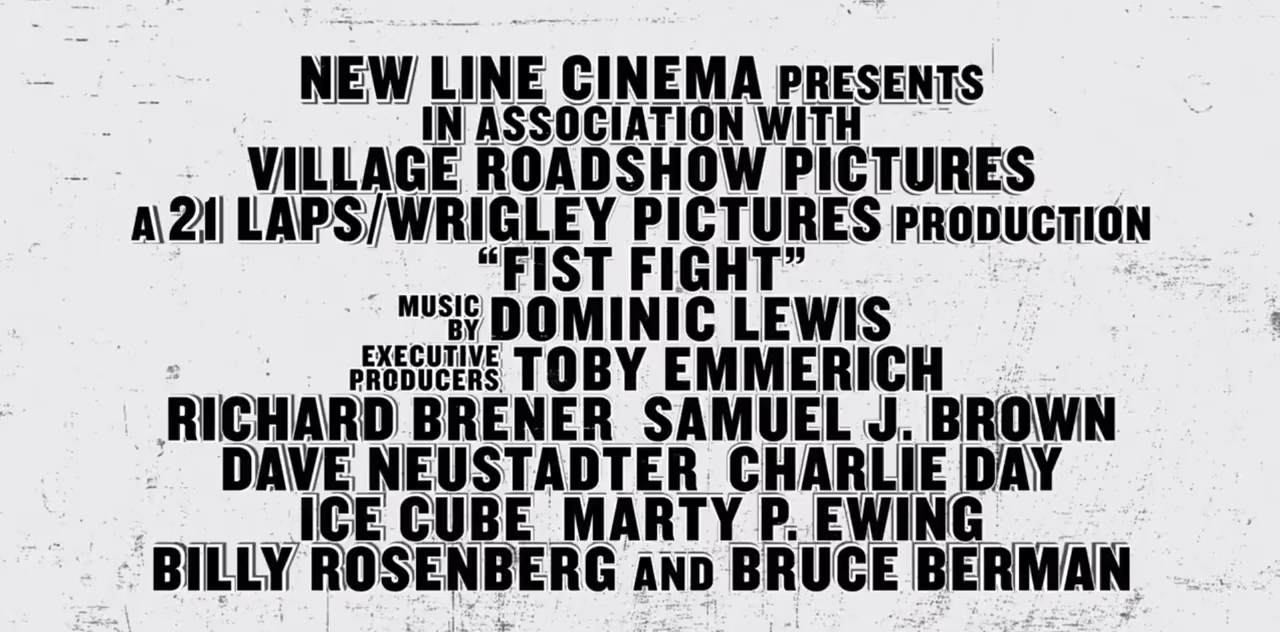 NEW LINE CINEMA PRESENTS
IN ASSOCIATION WITH
VILLAGE ROADSHOW PICTURES
A 21 LAPS/WRIGLEY PICTURES PRODUCTION
“FIST FIGHT”
MUSIC BY DOMINIC LEWIS
EXECUTIVE PRODUCERS TOBY EMMERICH
RICHARD BRENER SAMUEL J. BROWN
DAVE NEUSTADTER CHARLIE DAY
ICE CUBE MARTY P. EWING
BILLY ROSENBERG AND BRUCE BERMAN